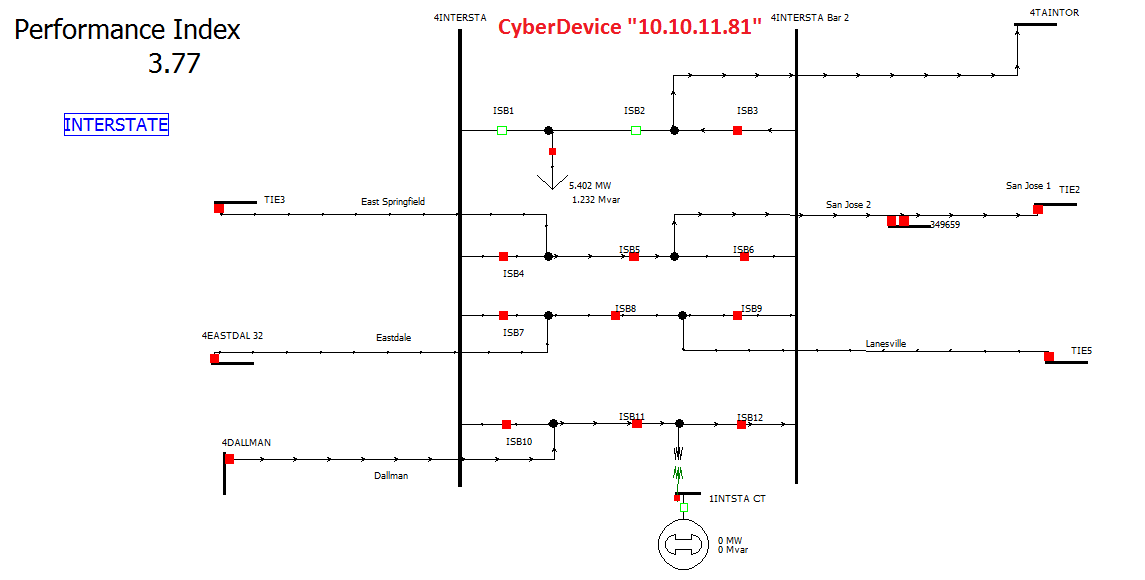 Performance Index
3.77
INTERSTATE
4INTERSTA
CyberDevice "10.10.11.81"
4INTERSTA Bar 2
4TAINTOR
ISB1
ISB2
ISB3
5.402 MW
1.232 Mvar
TIE3
East Springfield
San Jose 2
San Jose 1
TIE2
349659
ISB4
ISB5
ISB6
ISB7
ISB8
ISB9
4EASTDAL 32
Eastdale
Lanesville
TIE5
ISB10
ISB11
ISB12
4DALLMAN
Dallman
1INTSTA CT
0 MW
0 Mvar